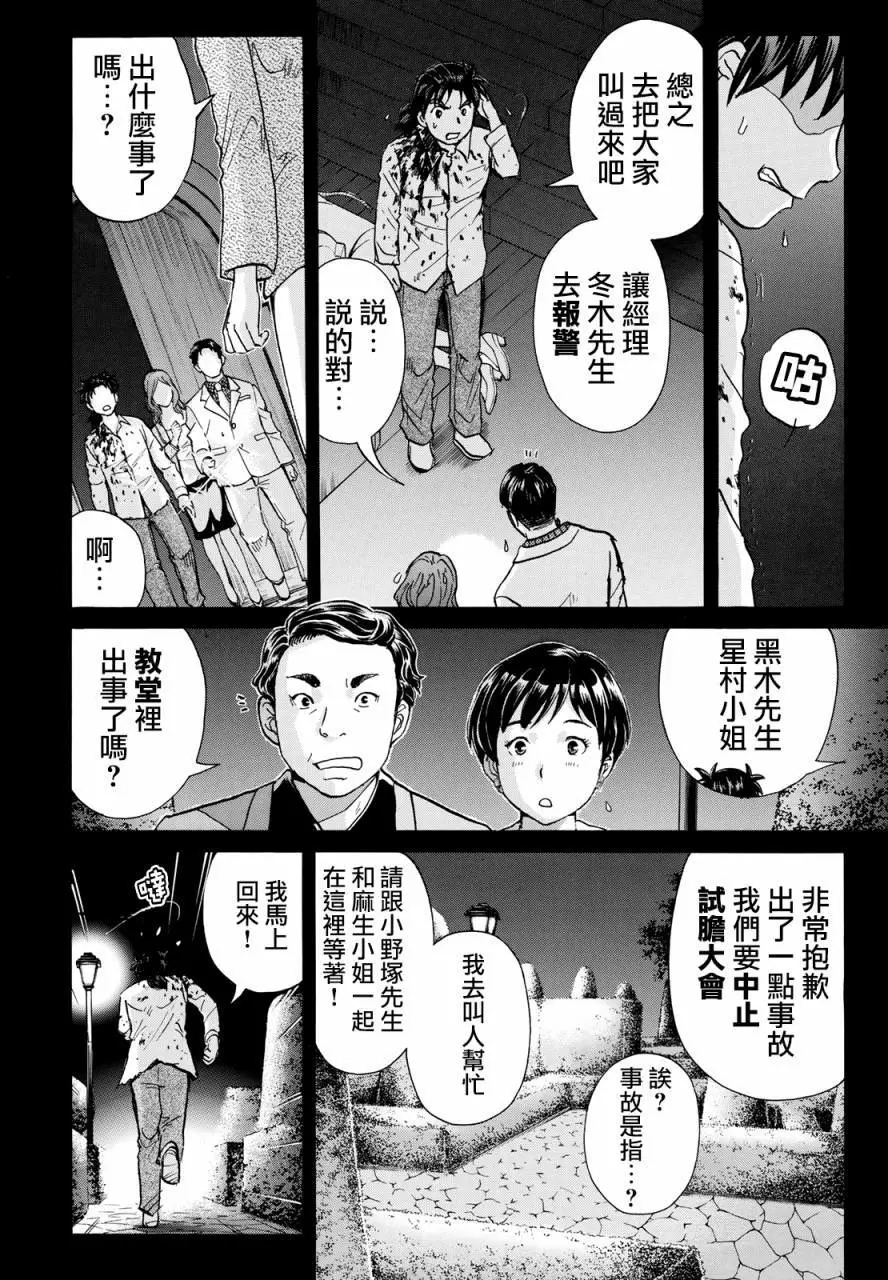 咕
總之
去把大家
叫過來吧
讓經理
冬木先生
去報警
説…
説的對…
出什麼事了
嗎…?
啊…
黑木先生
星村小姐
教堂裡
出事了嗎?
非常抱歉
出了一點事故
我們要中止
試膽大會
誒?
事故是指…?
我去叫人幫忙
請跟小野塚先生
和麻生小姐一起
在這裡等著!
我馬上
回來!
噠